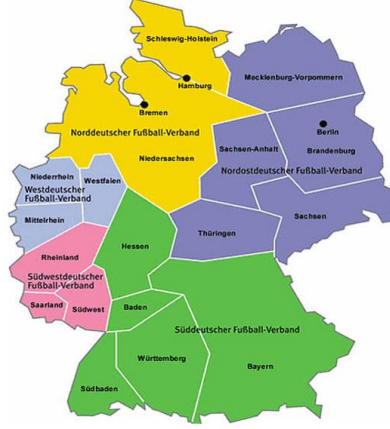 Schleswig-Holstein
Mecklenburg-Vorpommern
Hamburg
Bremen
Berlin
Norddeutscher Fußball-Verband
Sachsen-Anhalt
Brandenburg
Niedersachsen
Nordostdeutscher Fußball-Verband
Niederrhein
Westfalen
Westdeutscher
Fußball-Verband
Mittelrhein
Sachsen
Thüringen
Hessen
Rheinland
Südwestdeutscher
Fußball-Verband
Saarland
Südwest
Baden
Süddeutscher Fußball-Verband
Württemberg
Bayern
Südbaden